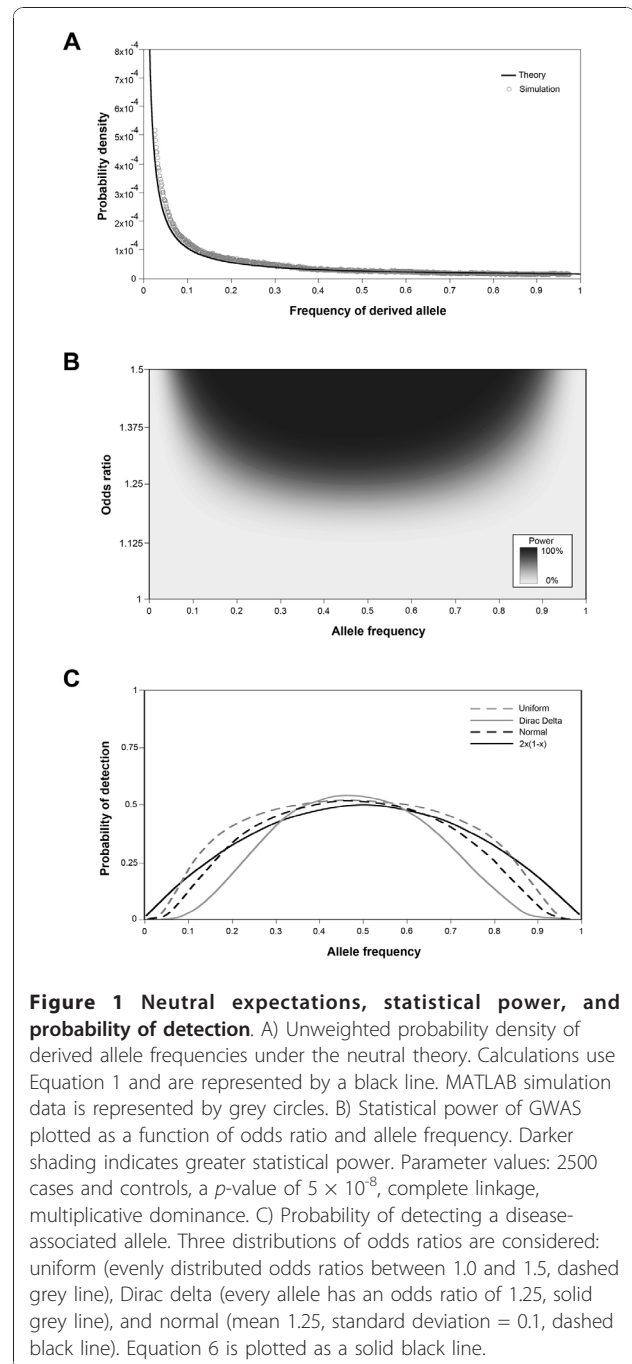 A
8x10-4
7x10-4
6x10-4
5x10-4
4x10-4
3x10-4
2x10-4
1x10-4
0
Probability density
Theory
Simulation
0 0.1 0.2 0.3 0.4 0.5 0.6 0.7 0.8 0.9 1
Frequency of derived allele
B
1.5
1.375
1.25
1.125
1
Odds ratio
Power
100%
0%
0 0.1 0.2 0.3 0.4 0.5 0.6 0.7 0.8 0.9 1
Allele frequency
C
1
0.75
0.5
0.25
0
Probability of detection
Uniform
Dirac Delta
Normal
2x(1-x)
0 0.1 0.2 0.3 0.4 0.5 0.6 0.7 0.8 0.9 1
Allele frequency
Figure 1 Neutral expectations, statistical power, and
probability of detection. A) Unweighted probability density of
derived allele frequencies under the neutral theory. Calculations use
Equation 1 and are represented by a black line. MATLAB simulation
data is represented by grey circles. B) Statistical power of GWAS
plotted as a function of odds ratio and allele frequency. Darker
shading indicates greater statistical power. Parameter values: 2500
cases and controls, a p-value of 5 × 10-8, complete linkage,
multiplicative dominance. C) Probability of detecting a disease-
associated allele. Three distributions of odds ratios are considered:
uniform (evenly distributed odds ratios between 1.0 and 1.5, dashed
grey line), Dirac delta (every allele has an odds ratio of 1.25, solid
grey line), and normal (mean 1.25, standard deviation = 0.1, dashed
black line). Equation 6 is plotted as a solid black line.